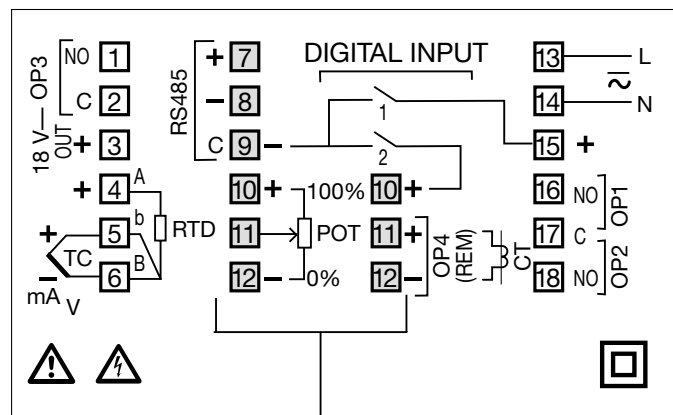 DIGITAL INPUT
18 V OUT
OP3
NO 1
C 2
+ 3
+ 4 A
+ 5 b
− 6 B
TC
mA V
RTD
RS485
+ 7
− 8
C 9 −
1
2
10 + 100%
11 POT
12 − 0%
10 +
11 +
12 −
OP4
(REM)
CT
13 L
14 N
15 +
16 NO
17 C
18 NO
OP1
OP2